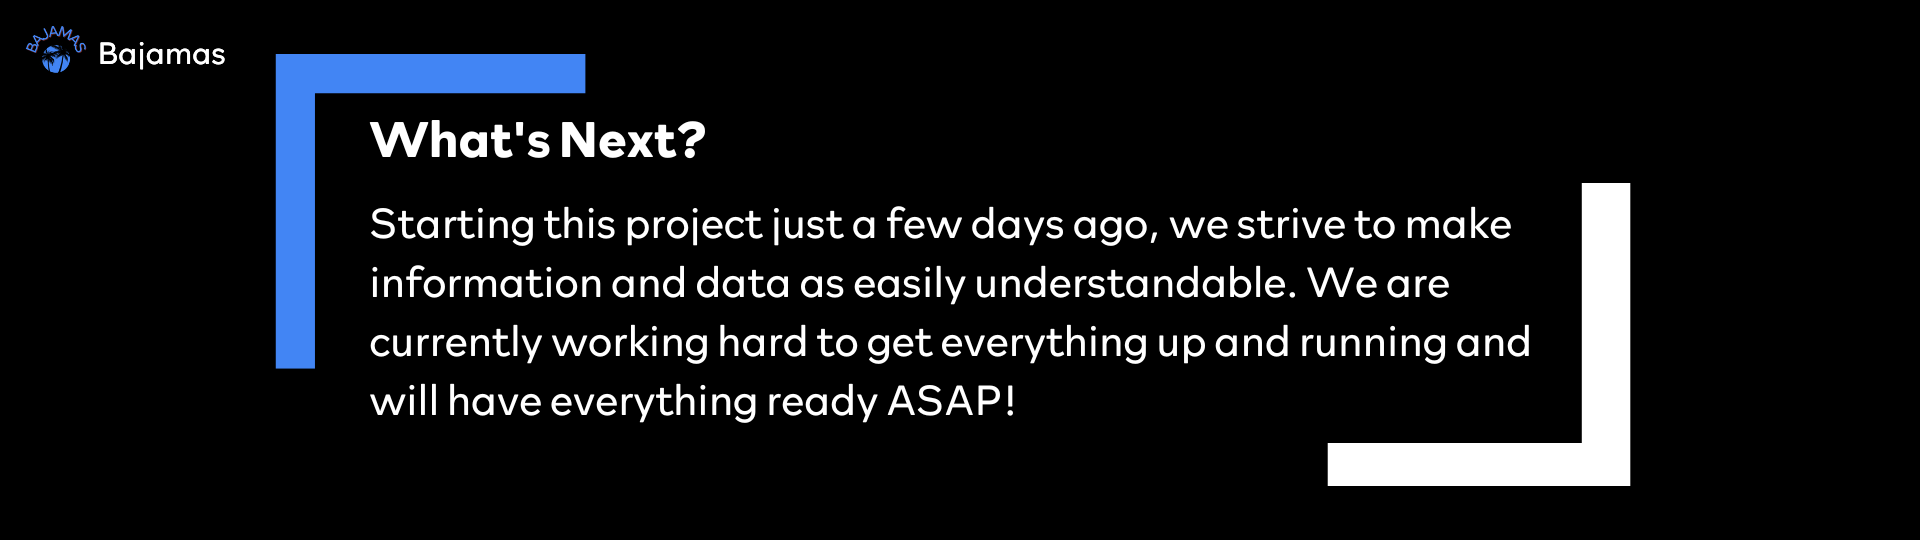 BAJAMAS
Bajamas
What's Next?
Starting this project just a few days ago, we strive to make
information and data as easily understandable. We are
currently working hard to get everything up and running and
will have everything ready ASAP!